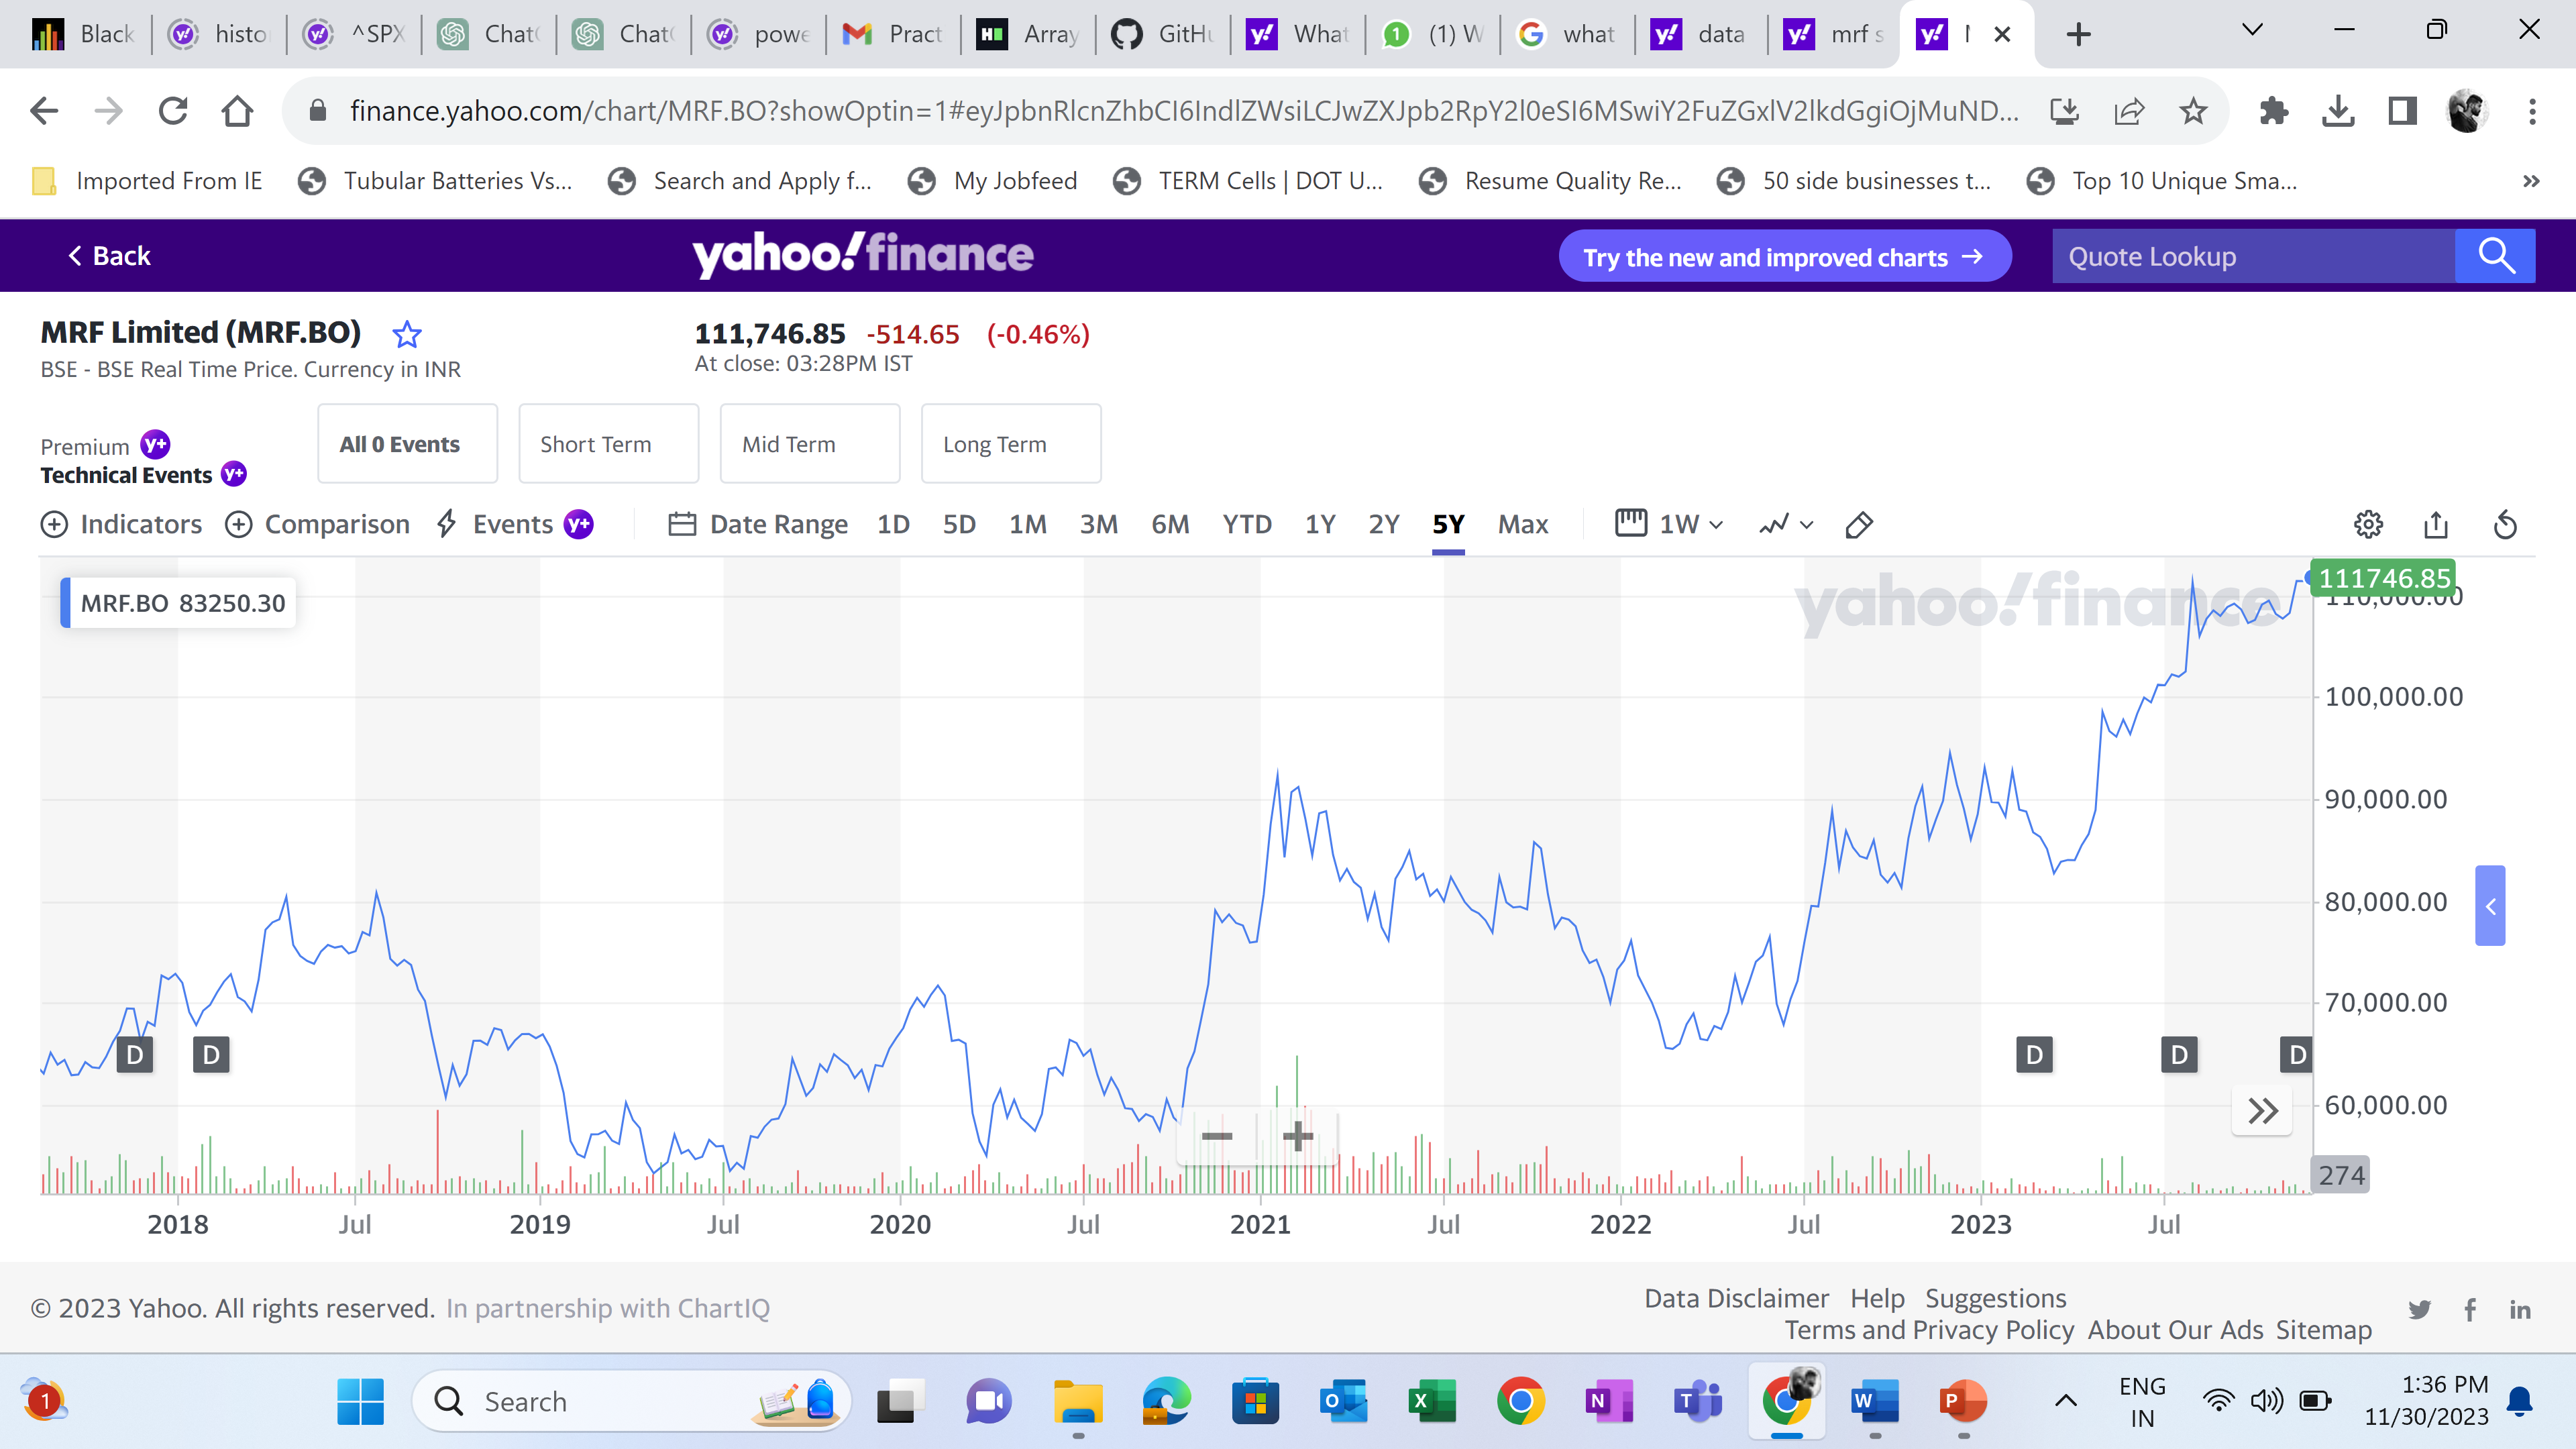 Black
histo
^SPX
Chat
Chat
powe
Pract
Array
GitHu
What
(1) W
what
data
mrf s
finance.yahoo.com/chart/MRF.BO?showOptin=1#eyJpbnRlcnZhbCI6IndlZWsiLCJwZXJpb2RpY2l0eSI6MSwiY2FuZGxlV2lkdGgiOjMuND...
Imported From IE
Tubular Batteries Vs...
Search and Apply f...
My Jobfeed
TERM Cells | DOT U...
Resume Quality Re...
50 side businesses t...
Top 10 Unique Sma...
Back
yahoo!finance
Try the new and improved charts
Quote Lookup
MRF Limited (MRF.BO)
111,746.85 -514.65 (-0.46%)
BSE - BSE Real Time Price. Currency in INR
At close: 03:28PM IST
Premium y+
Technical Events y+
All 0 Events
Short Term
Mid Term
Long Term
Indicators
Comparison
Events y+
Date Range
1D 5D 1M 3M 6M YTD 1Y 2Y 5Y Max
1W
MRF.BO 83250.30
yahoo!finance
111746.85
110,000.00
100,000.00
90,000.00
80,000.00
70,000.00
60,000.00
D D D D D
274
2018 Jul 2019 Jul 2020 Jul 2021 Jul 2022 Jul 2023 Jul
© 2023 Yahoo. All rights reserved. In partnership with ChartIQ
Data Disclaimer Help Suggestions
Terms and Privacy Policy About Our Ads Sitemap
1
Search
ENG
IN
1:36 PM
11/30/2023